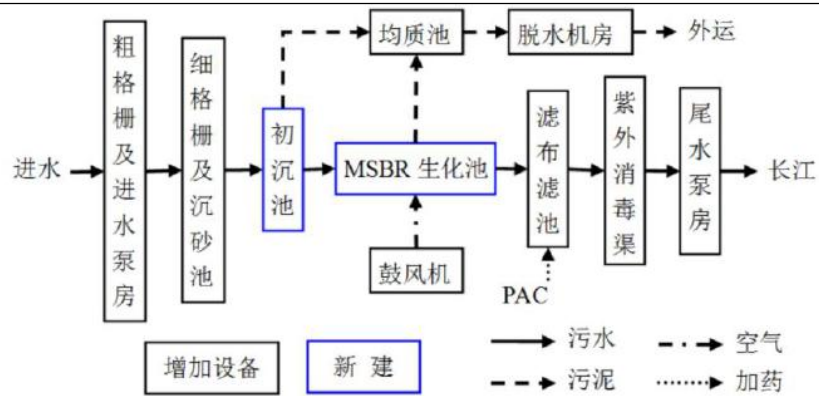 均质池
脱水机房
外运
进水
粗格栅及进水泵房
细格栅及沉砂池
初沉池
MSBR 生化池
滤布滤池
紫外消毒渠
尾水泵房
长江
鼓风机
PAC
增加设备
新 建
污水
空气
污泥
加药